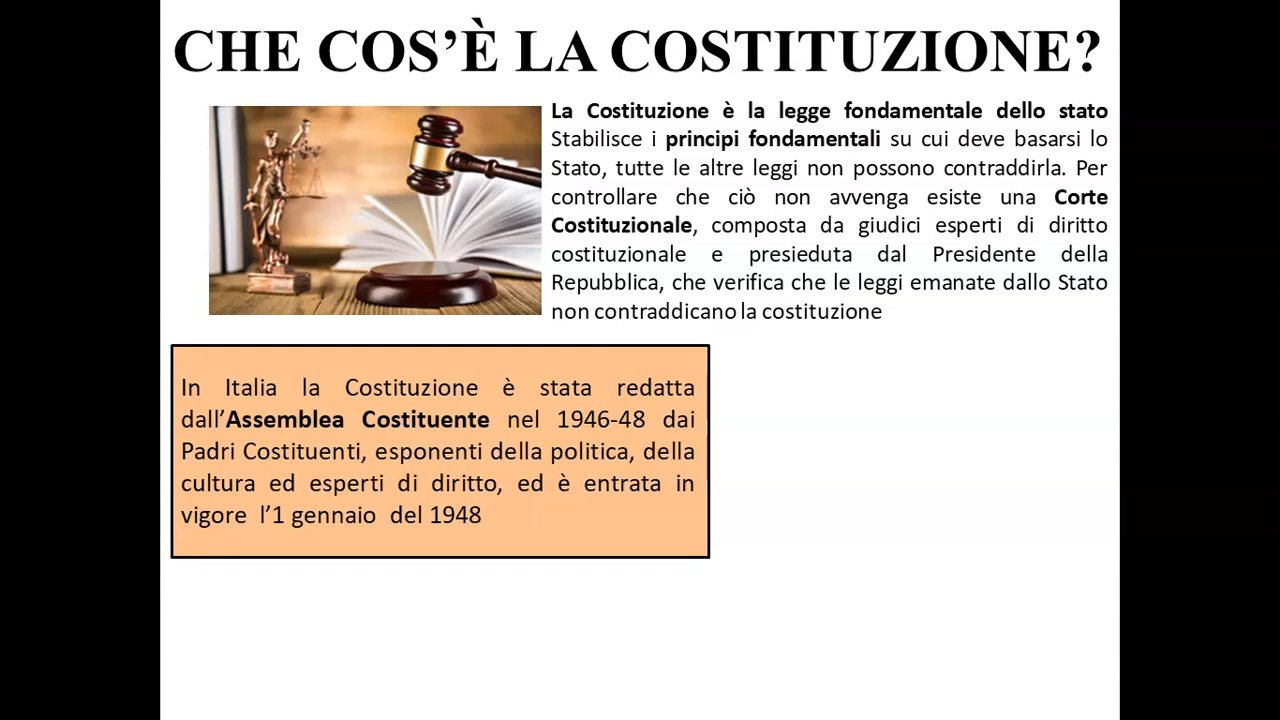 CHE COS’È LA COSTITUZIONE?
La Costituzione è la legge fondamentale dello stato
Stabilisce i principi fondamentali su cui deve basarsi lo
Stato, tutte le altre leggi non possono contraddirla. Per
controllare che ciò non avvenga esiste una Corte
Costituzionale, composta da giudici esperti di diritto
costituzionale e presieduta dal Presidente della
Repubblica, che verifica che le leggi emanate dallo Stato
non contraddicano la costituzione
In Italia la Costituzione è stata redatta
dall’Assemblea Costituente nel 1946-48 dai
Padri Costituenti, esponenti della politica, della
cultura ed esperti di diritto, ed è entrata in
vigore l’1 gennaio del 1948